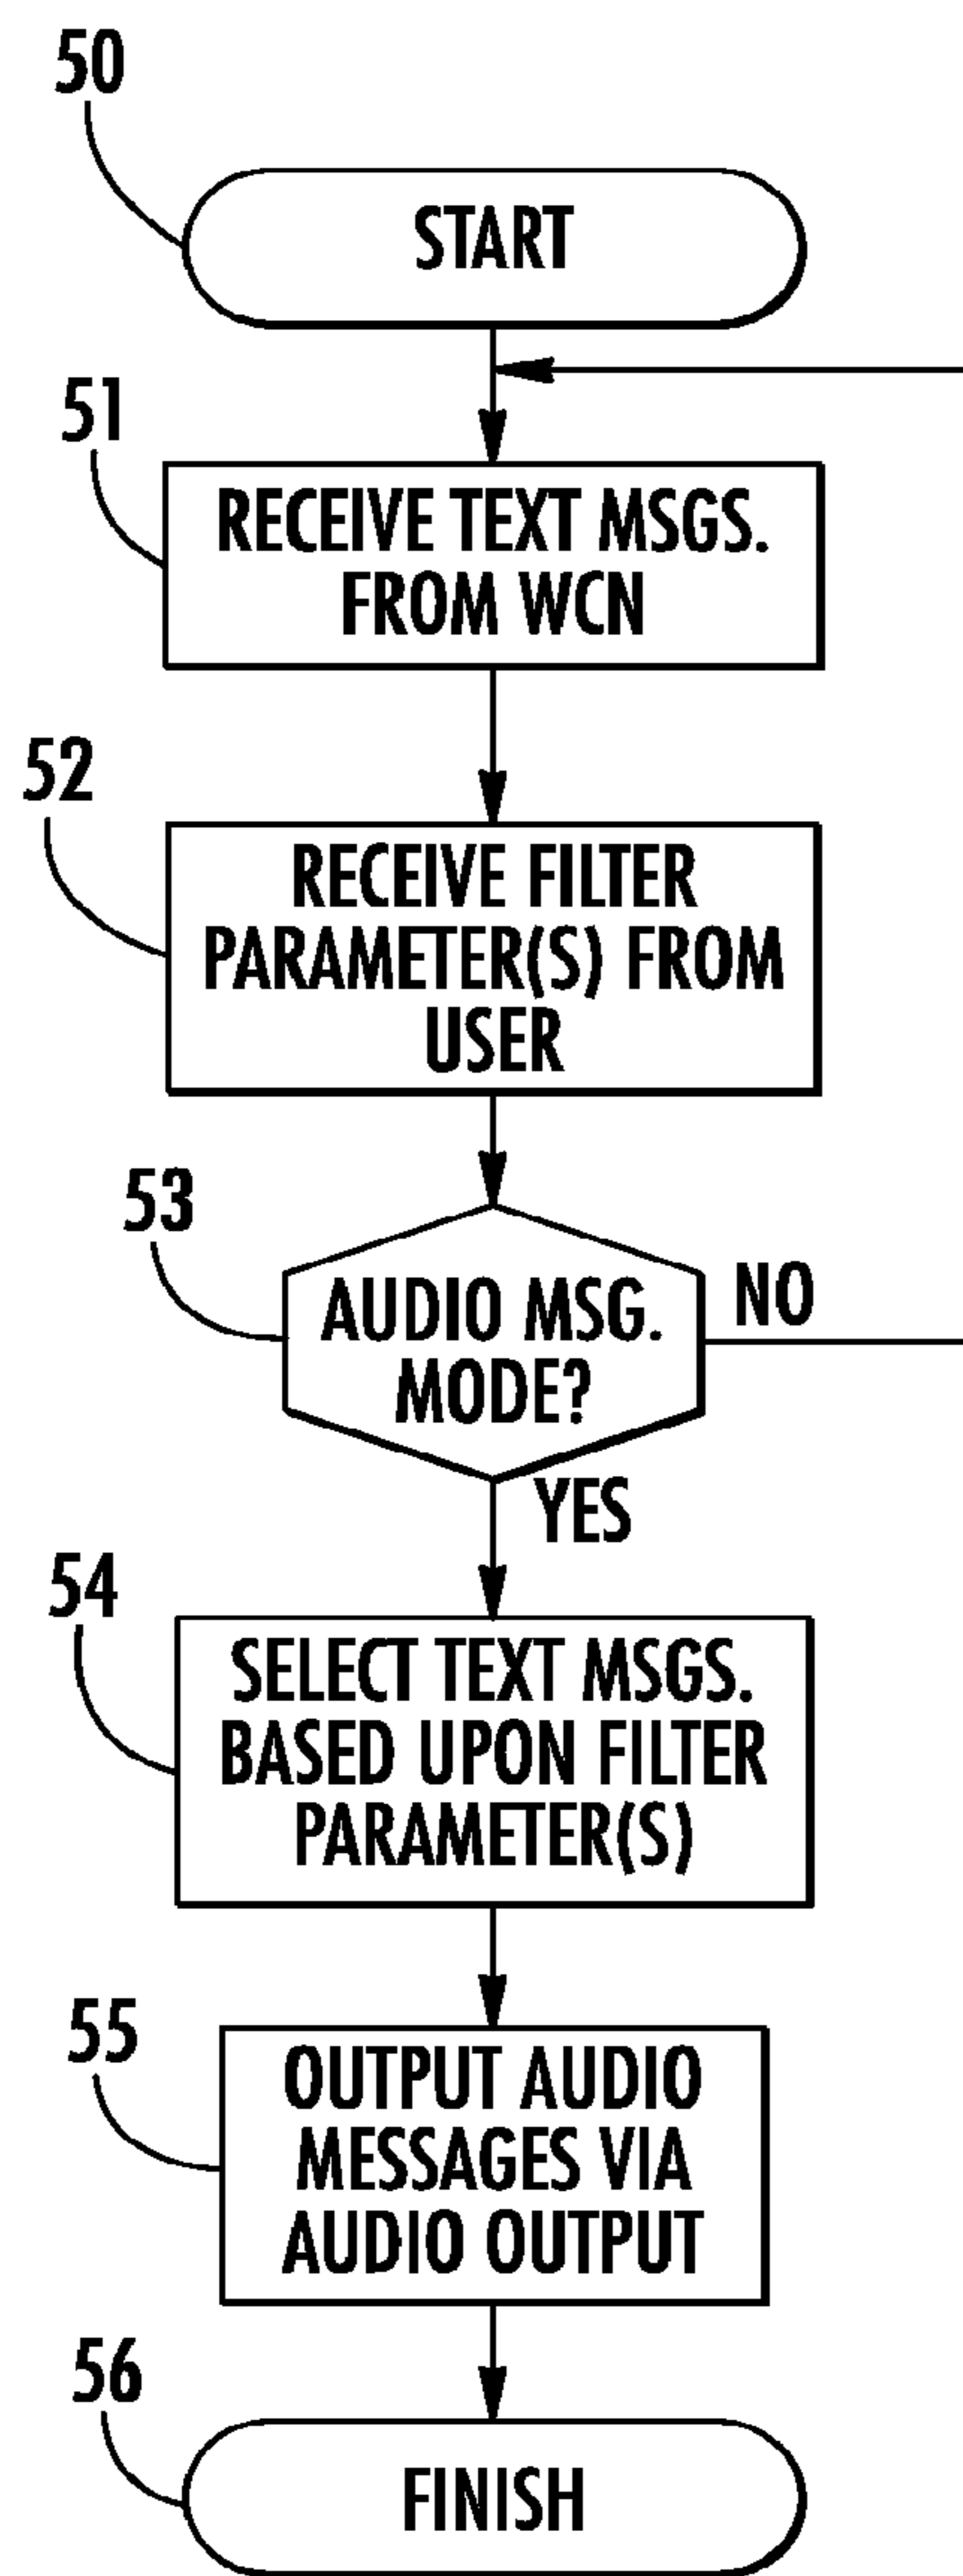 50
START
51
RECEIVE TEXT MSGS.
FROM WCN
52
RECEIVE FILTER
PARAMETER(S) FROM
USER
53
AUDIO MSG.
MODE?
NO
YES
54
SELECT TEXT MSGS.
BASED UPON FILTER
PARAMETER(S)
55
OUTPUT AUDIO
MESSAGES VIA
AUDIO OUTPUT
56
FINISH